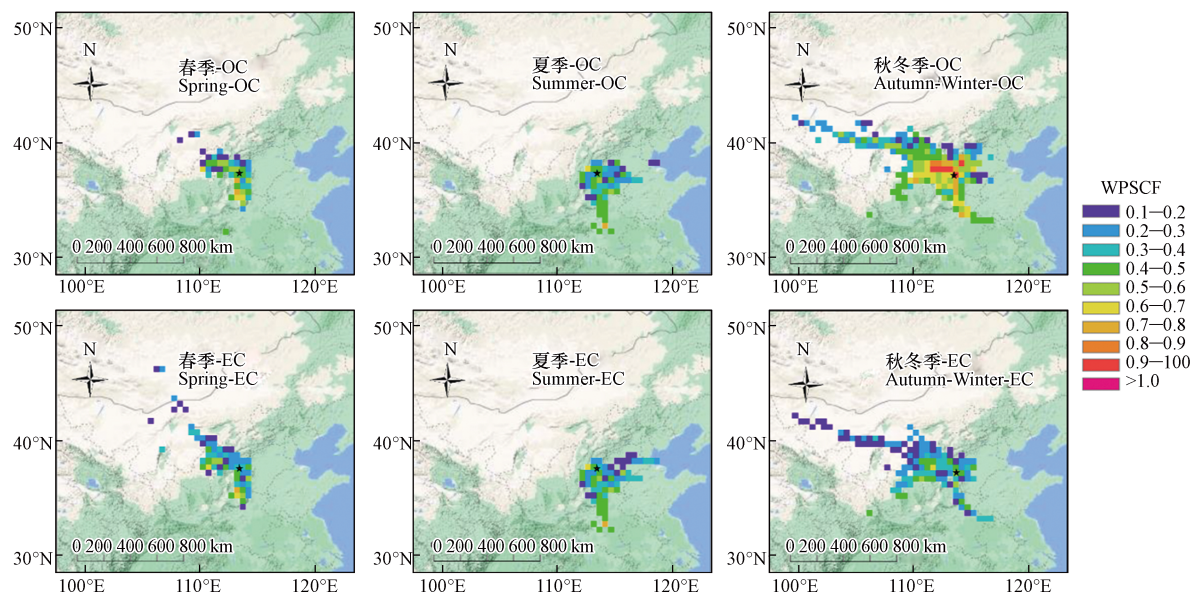 50°N
40°N
30°N
N
春季-OC
Spring-OC
0 200 400 600 800 km
100°E 110°E 120°E
50°N
40°N
30°N
N
夏季-OC
Summer-OC
0 200 400 600 800 km
100°E 110°E 120°E
50°N
40°N
30°N
N
秋冬季-OC
Autumn-Winter-OC
0 200 400 600 800 km
100°E 110°E 120°E
50°N
40°N
30°N
N
春季-EC
Spring-EC
0 200 400 600 800 km
100°E 110°E 120°E
50°N
40°N
30°N
N
夏季-EC
Summer-EC
0 200 400 600 800 km
100°E 110°E 120°E
50°N
40°N
30°N
N
秋冬季-EC
Autumn-Winter-EC
0 200 400 600 800 km
100°E 110°E 120°E
WPSCF
0.1—0.2
0.2—0.3
0.3—0.4
0.4—0.5
0.5—0.6
0.6—0.7
0.7—0.8
0.8—0.9
0.9—100
>1.0